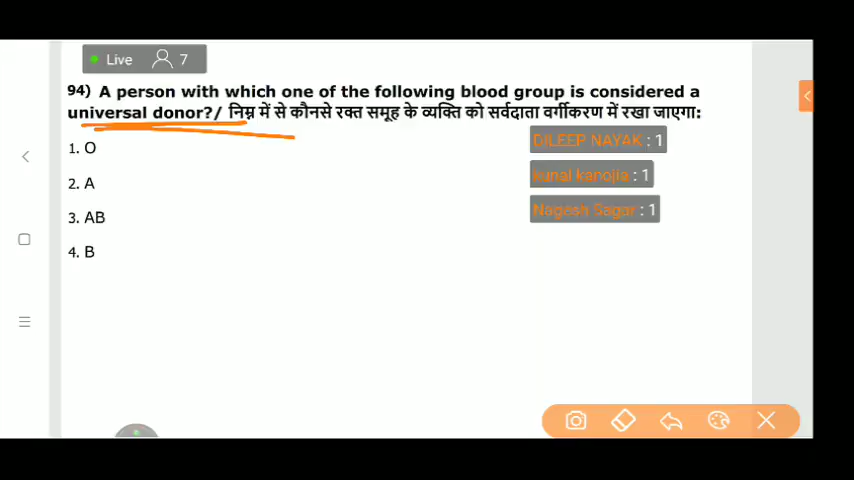 Live 7
94) A person with which one of the following blood group is considered a
universal donor?/ निम्न में से कौनसे रक्त समूह के व्यक्ति को सर्वदाता वर्गीकरण में रखा जाएगा:
1. O
2. A
3. AB
4. B
DILEEP NAYAK : 1
kunal kanojia : 1
Nagesh Sagar : 1